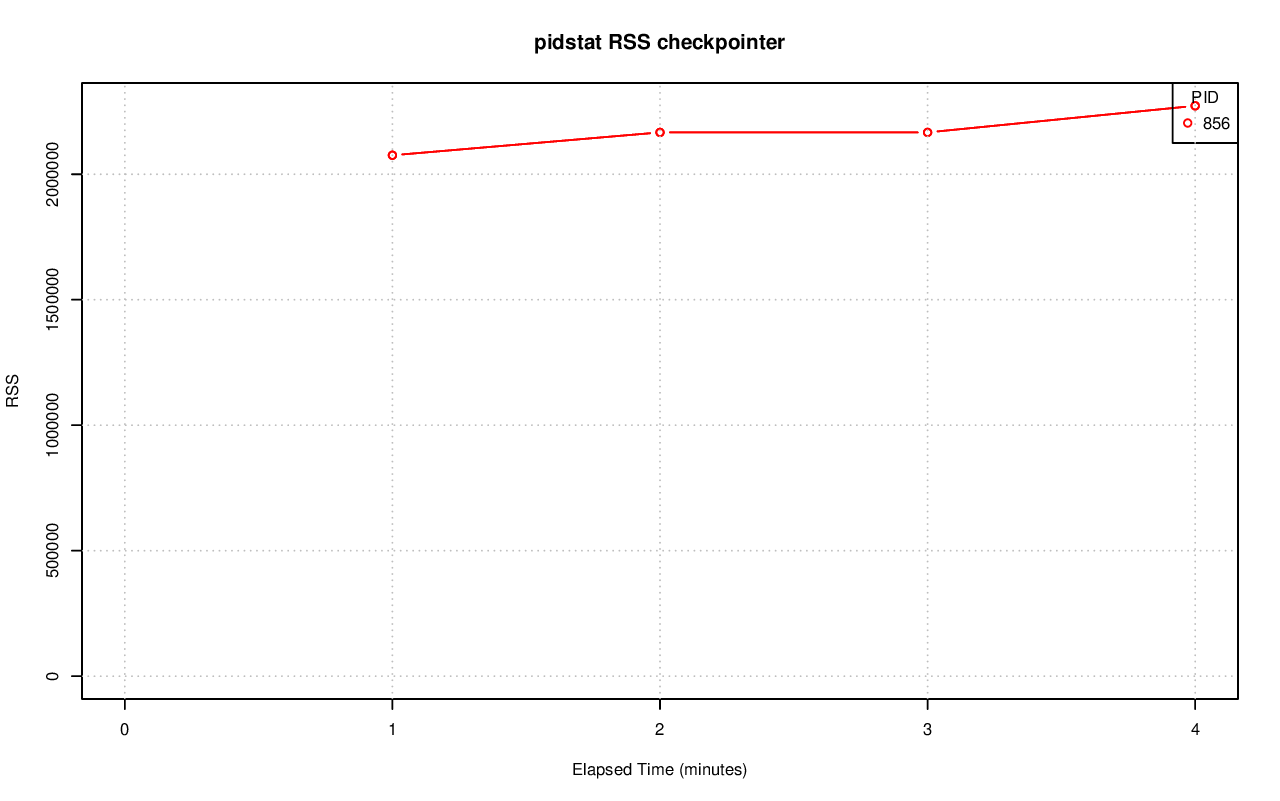 pidstat RSS checkpointer
PID
856
2000000
1500000
1000000
500000
0
RSS
0 1 2 3 4
Elapsed Time (minutes)